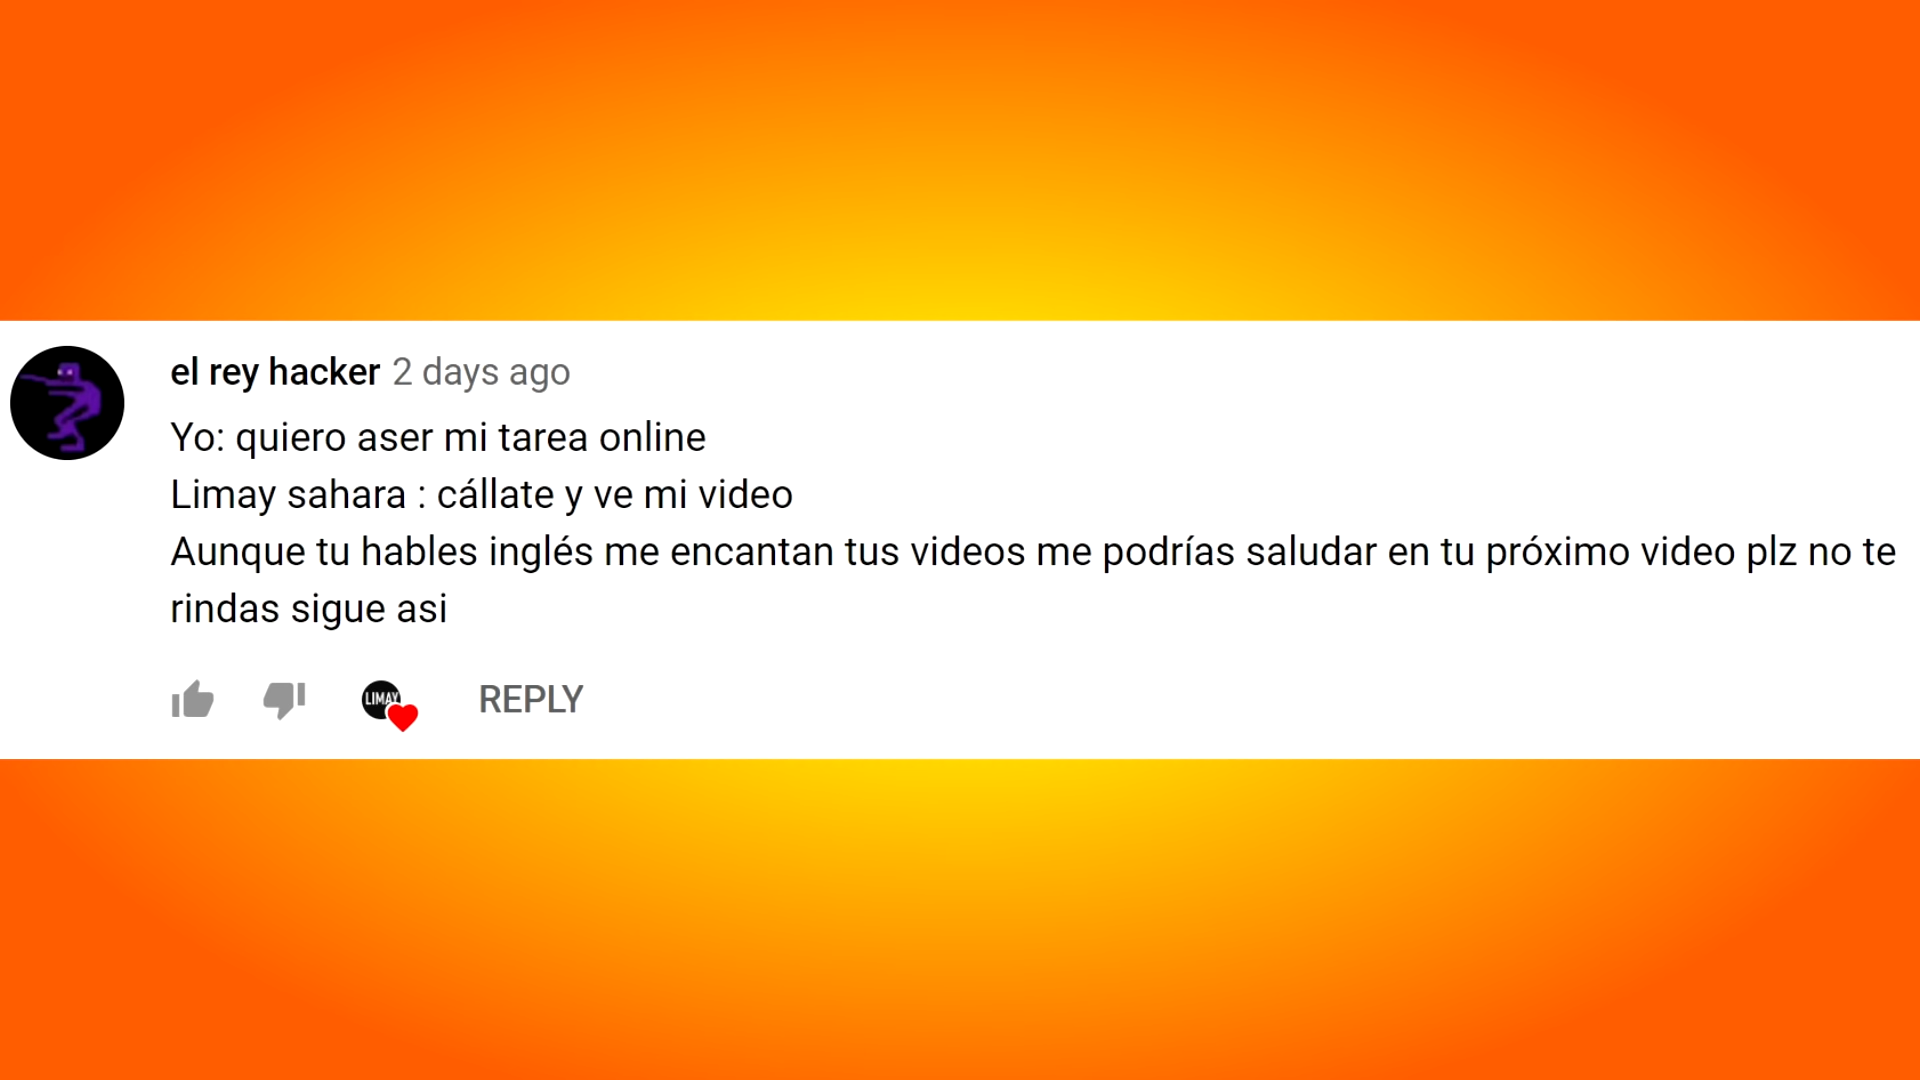 el rey hacker 2 days ago
Yo: quiero aser mi tarea online
Limay sahara : cállate y ve mi video
Aunque tu hables inglés me encantan tus videos me podrías saludar en tu próximo video plz no te
rindas sigue asi
LIMAY REPLY